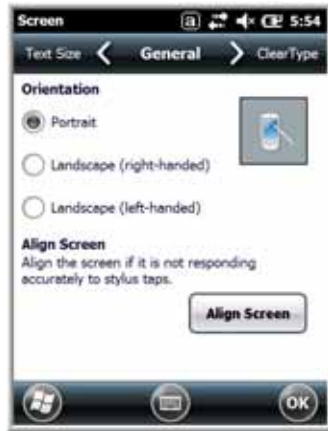 Screen 5:54
Text Size General ClearType
Orientation
Portrait
Landscape (right-handed)
Landscape (left-handed)
Align Screen
Align the screen if it is not responding
accurately to stylus taps.
Align Screen
OK